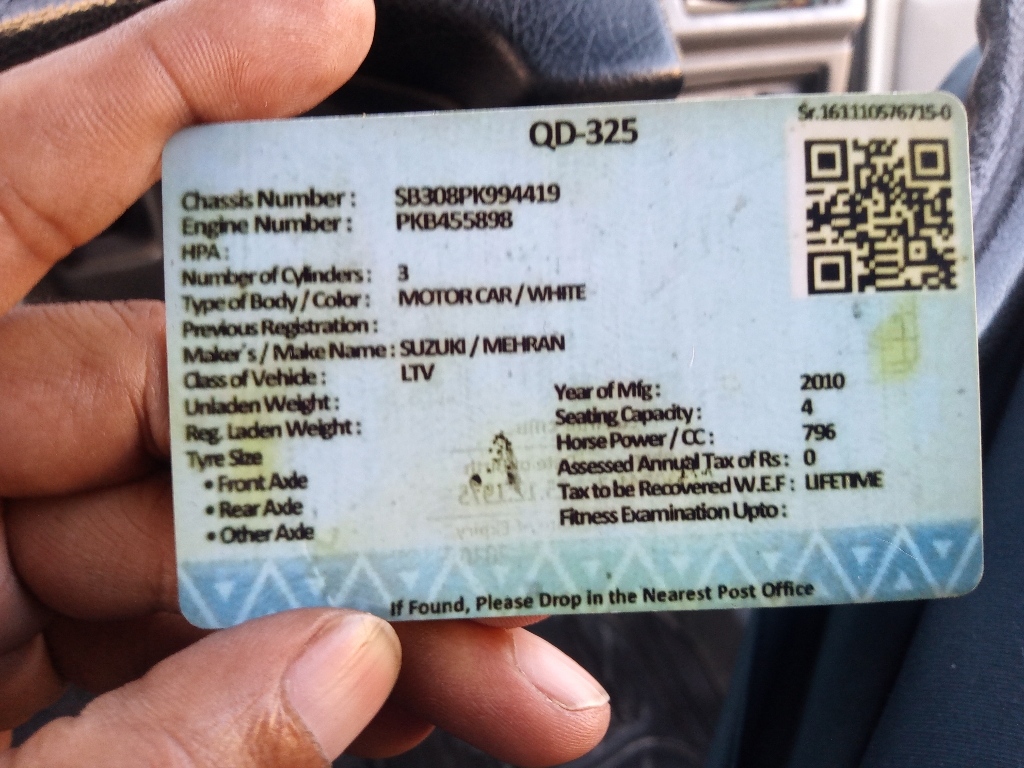 QD-325
Sr.161110576715-0
Chassis Number : SB308PK994419
Engine Number : PKB455898
HPA :
Number of Cylinders : 3
Type of Body / Color : MOTOR CAR / WHITE
Previous Registration :
Maker's / Make Name : SUZUKI / MEHRAN
Class of Vehicle : LTV
Unladen Weight :
Reg. Laden Weight :
Tyre Size
• Front Axle
• Rear Axle
• Other Axle
Year of Mfg : 2010
Seating Capacity : 4
Horse Power / CC : 796
Assessed Annual Tax of Rs : 0
Tax to be Recovered W.E.F : LIFETIME
Fitness Examination Upto :
If Found, Please Drop in the Nearest Post Office